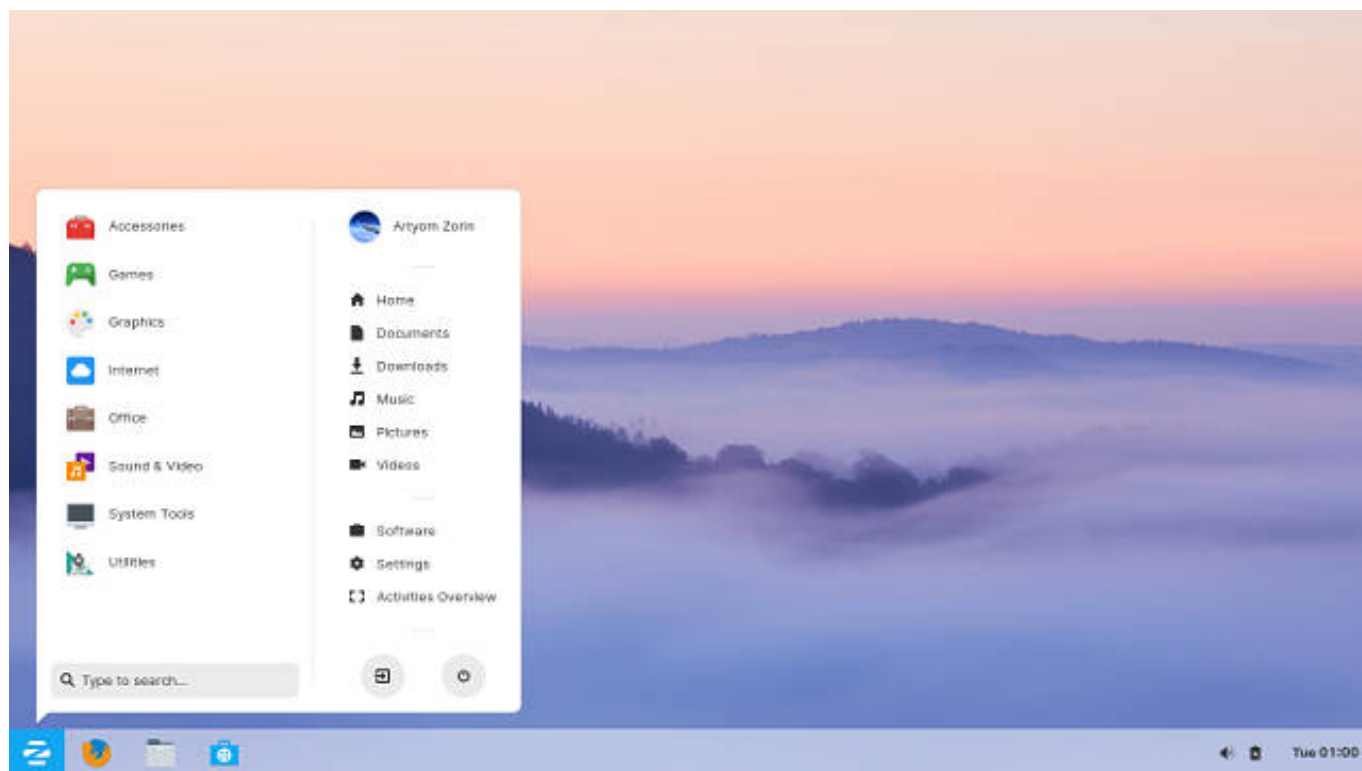 Accessories
Games
Graphics
Internet
Office
Sound & Video
System Tools
Utilities
Type to search...
Artyom Zorin
Home
Documents
Downloads
Music
Pictures
Videos
Software
Settings
Activities Overview
Tue 01:00